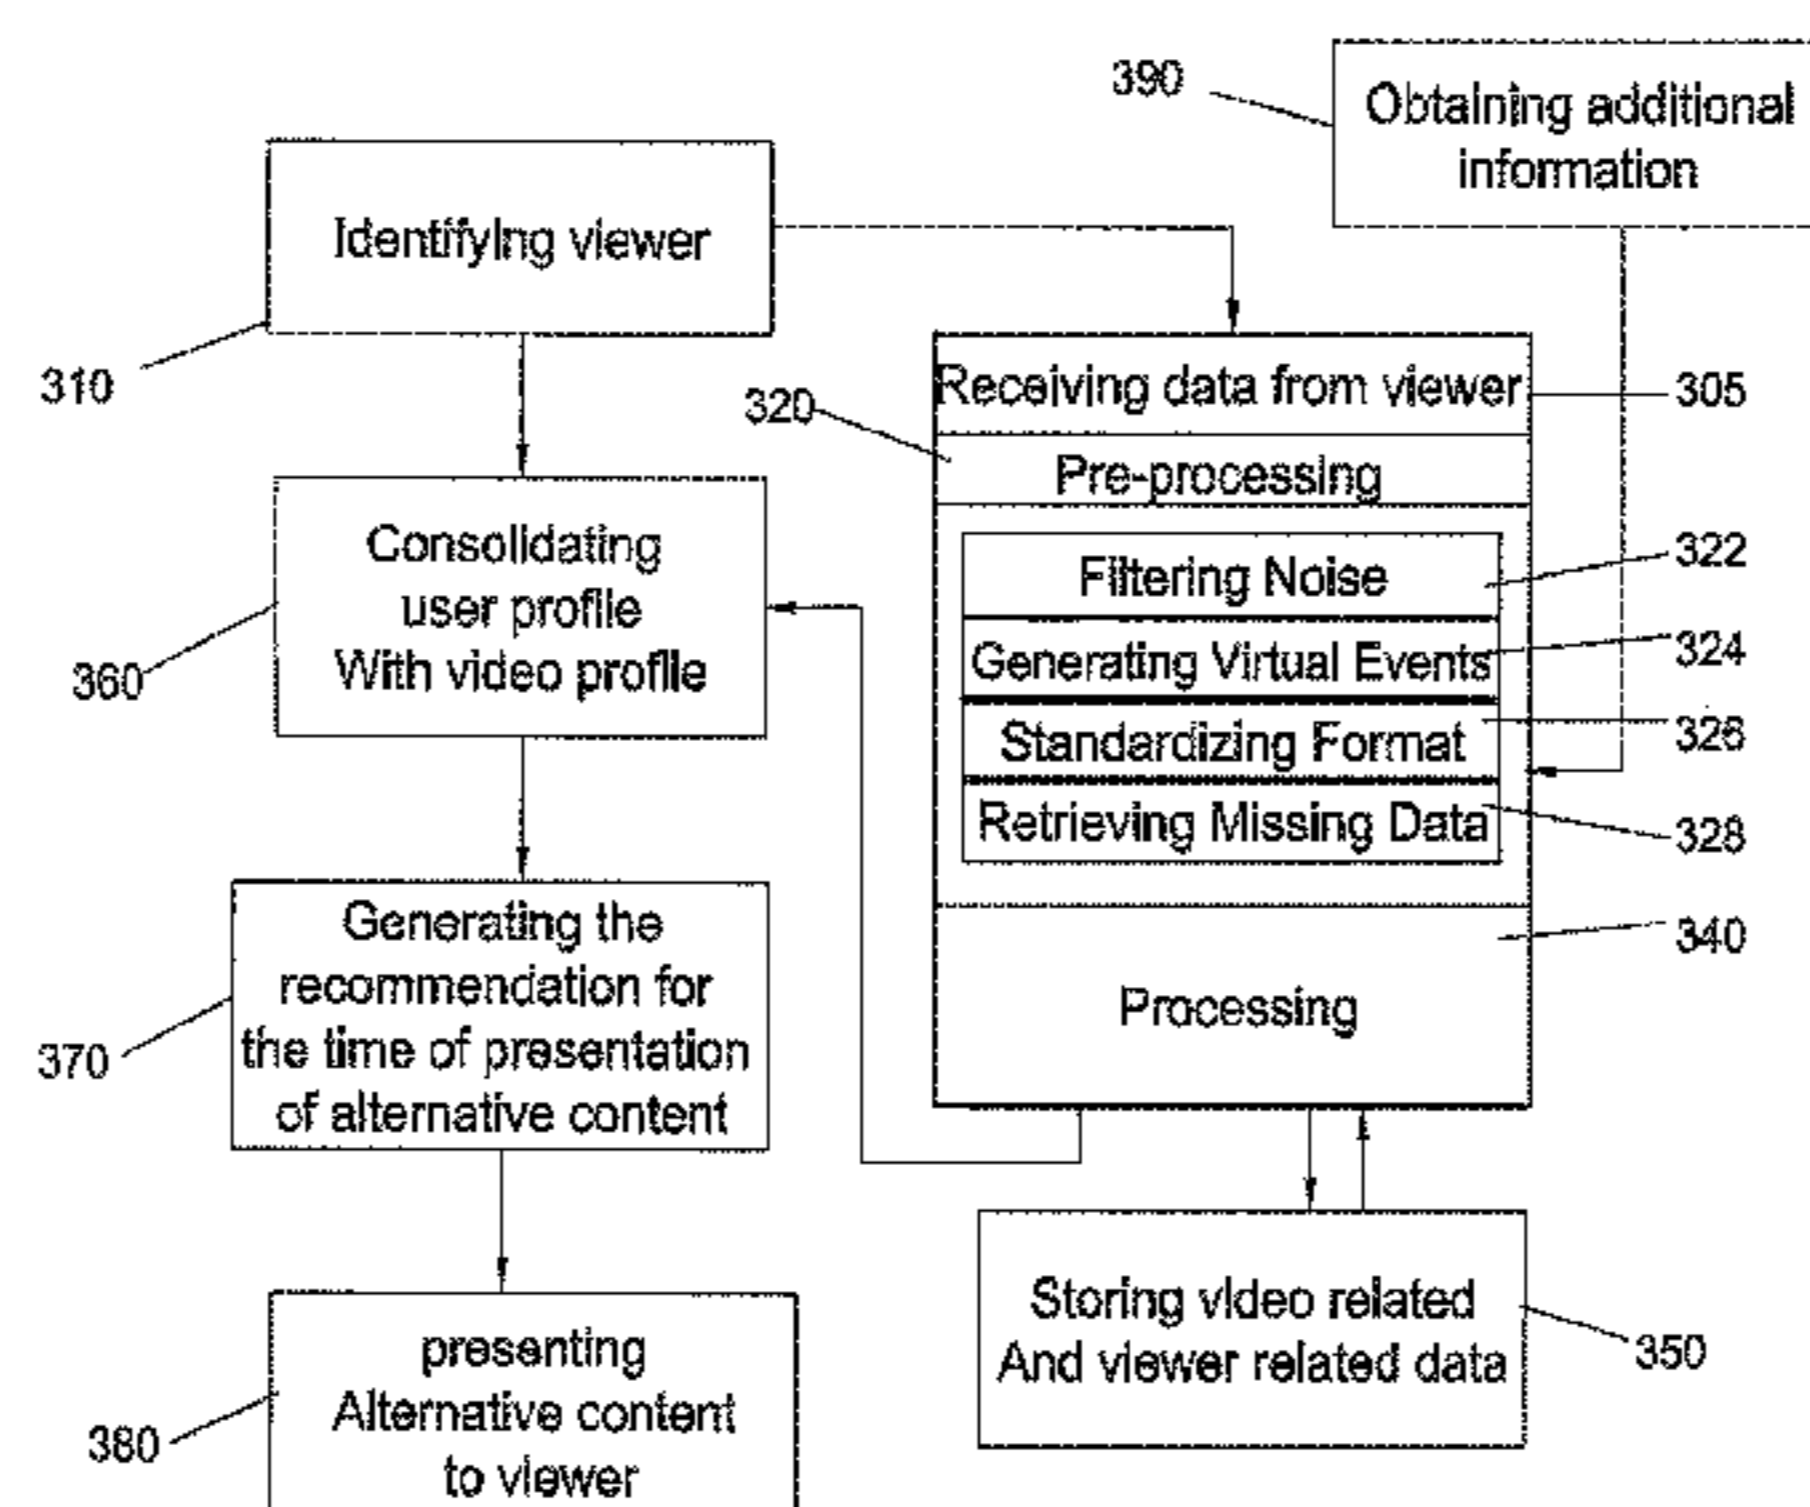 390
Obtaining additional
information
Identifying viewer
310
Receiving data from viewer
305
320
Pre-processing
Filtering Noise
322
Generating Virtual Events
324
Standardizing Format
326
Retrieving Missing Data
328
Consolidating
user profile
With video profile
360
340
Processing
Generating the
recommendation for
the time of presentation
of alternative content
370
Storing video related
And viewer related data
350
presenting
Alternative content
to viewer
380